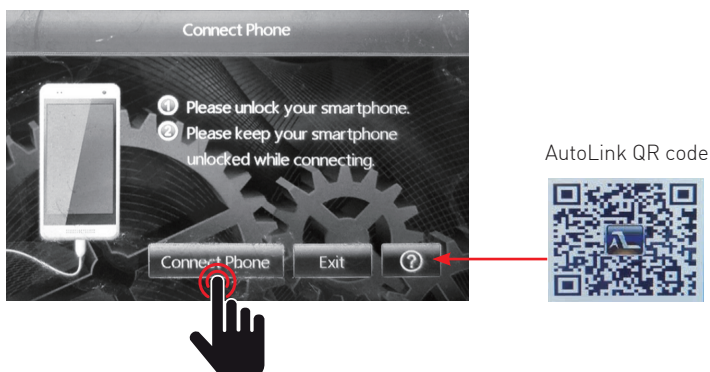 Connect Phone
1 Please unlock your smartphone.
2 Please keep your smartphone
unlocked while connecting.
Connect Phone Exit ?
AutoLink QR code